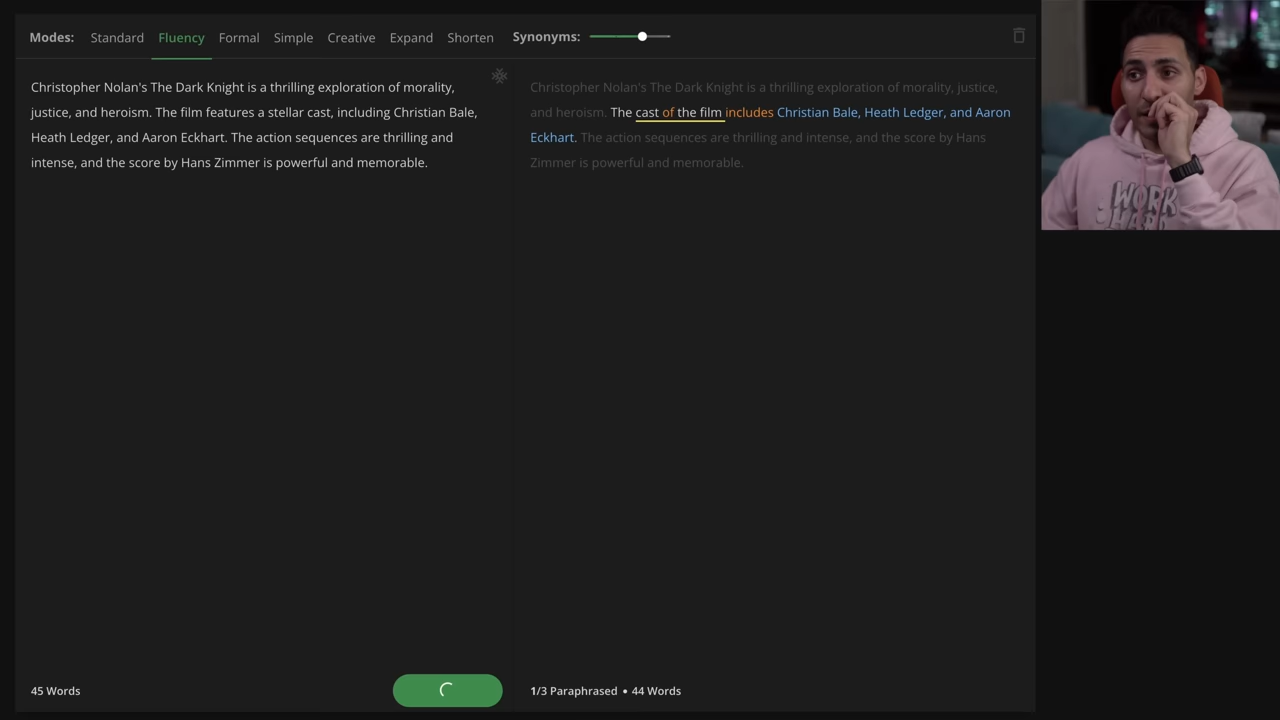 Modes: Standard Fluency Formal Simple Creative Expand Shorten Synonyms:
Christopher Nolan's The Dark Knight is a thrilling exploration of morality,
justice, and heroism. The film features a stellar cast, including Christian Bale,
Heath Ledger, and Aaron Eckhart. The action sequences are thrilling and
intense, and the score by Hans Zimmer is powerful and memorable.
Christopher Nolan's The Dark Knight is a thrilling exploration of morality, justice,
and heroism. The cast of the film includes Christian Bale, Heath Ledger, and Aaron
Eckhart. The action sequences are thrilling and intense, and the score by Hans
Zimmer is powerful and memorable.
45 Words
1/3 Paraphrased • 44 Words
WORK
HARD